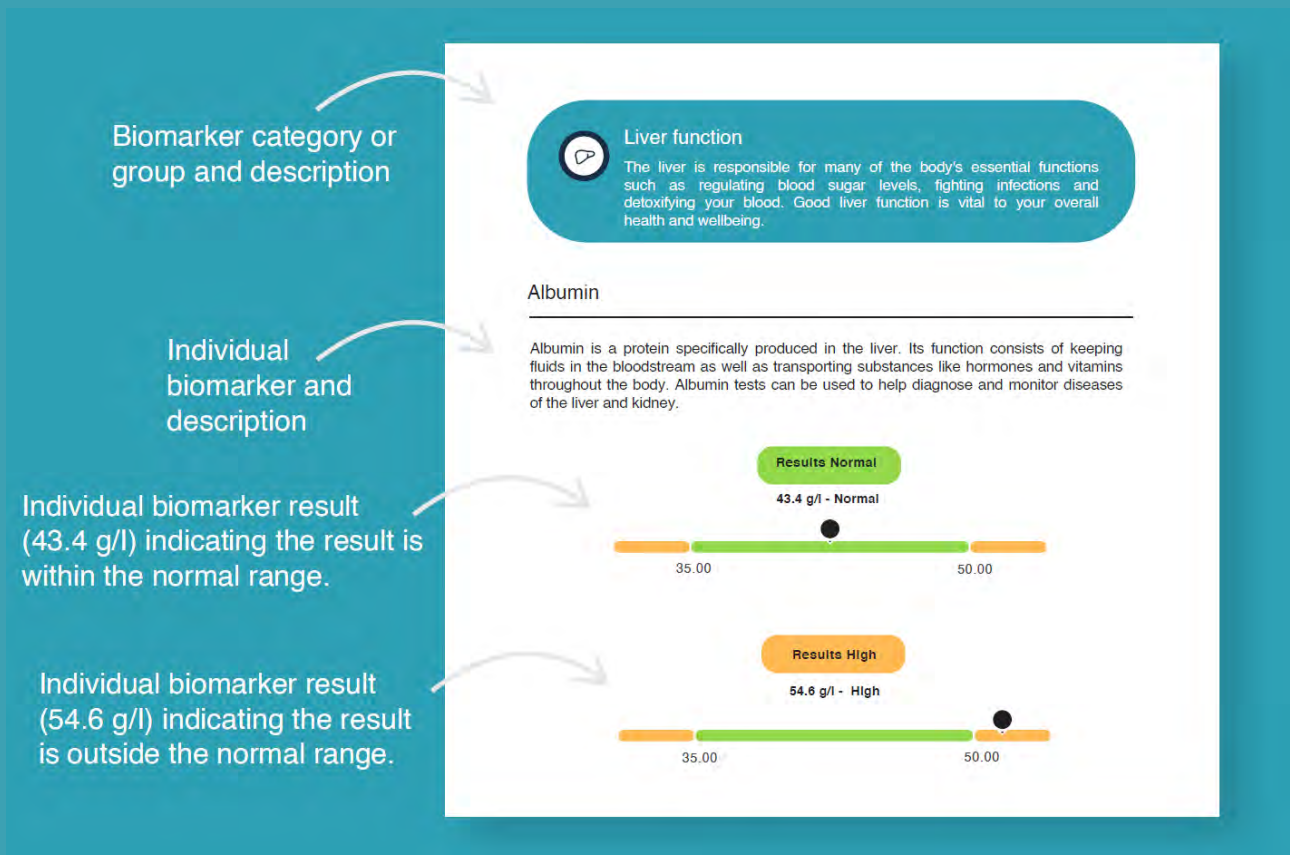 Biomarker category or
group and description
Liver function
The liver is responsible for many of the body's essential functions
such as regulating blood sugar levels, fighting infections and
detoxifying your blood. Good liver function is vital to your overall
health and wellbeing.
Albumin
Individual
biomarker and
description
Albumin is a protein specifically produced in the liver. Its function consists of keeping
fluids in the bloodstream as well as transporting substances like hormones and vitamins
throughout the body. Albumin tests can be used to help diagnose and monitor diseases
of the liver and kidney.
Individual biomarker result
(43.4 g/l) indicating the result is
within the normal range.
Results Normal
43.4 g/l - Normal
35.00
50.00
Individual biomarker result
(54.6 g/l) indicating the result
is outside the normal range.
Results High
54.6 g/l - High
35.00
50.00